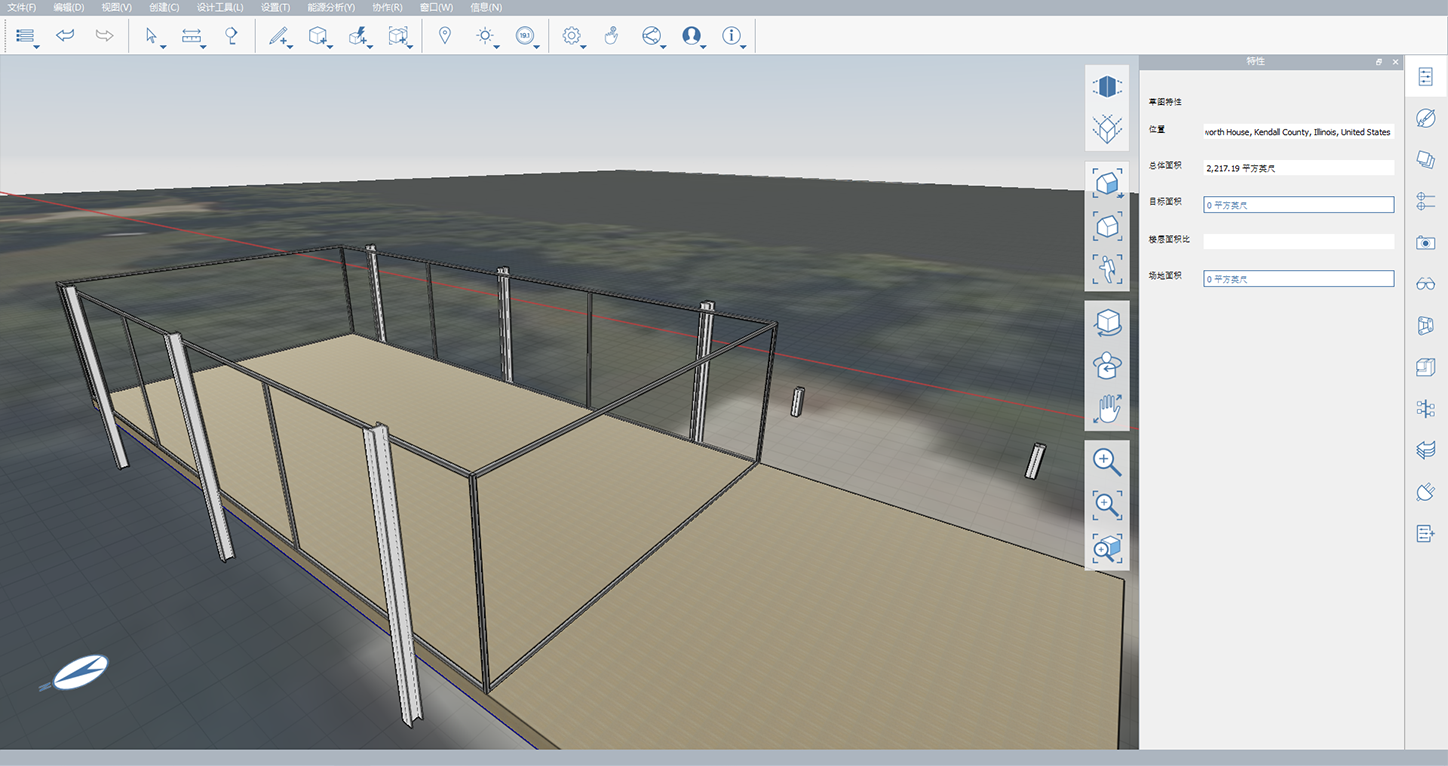 文件(F) 编辑(D) 视图(V) 创建(C) 设计工具(L) 设置(T) 能源分析(Y) 协作(R) 窗口(W) 信息(N)
19.1
特性
草图特性
位置 worth House, Kendall County, Illinois, United States
总体面积 2,217.19 平方英尺
目标面积 0 平方英尺
楼层面积比
场地面积 0 平方英尺
N